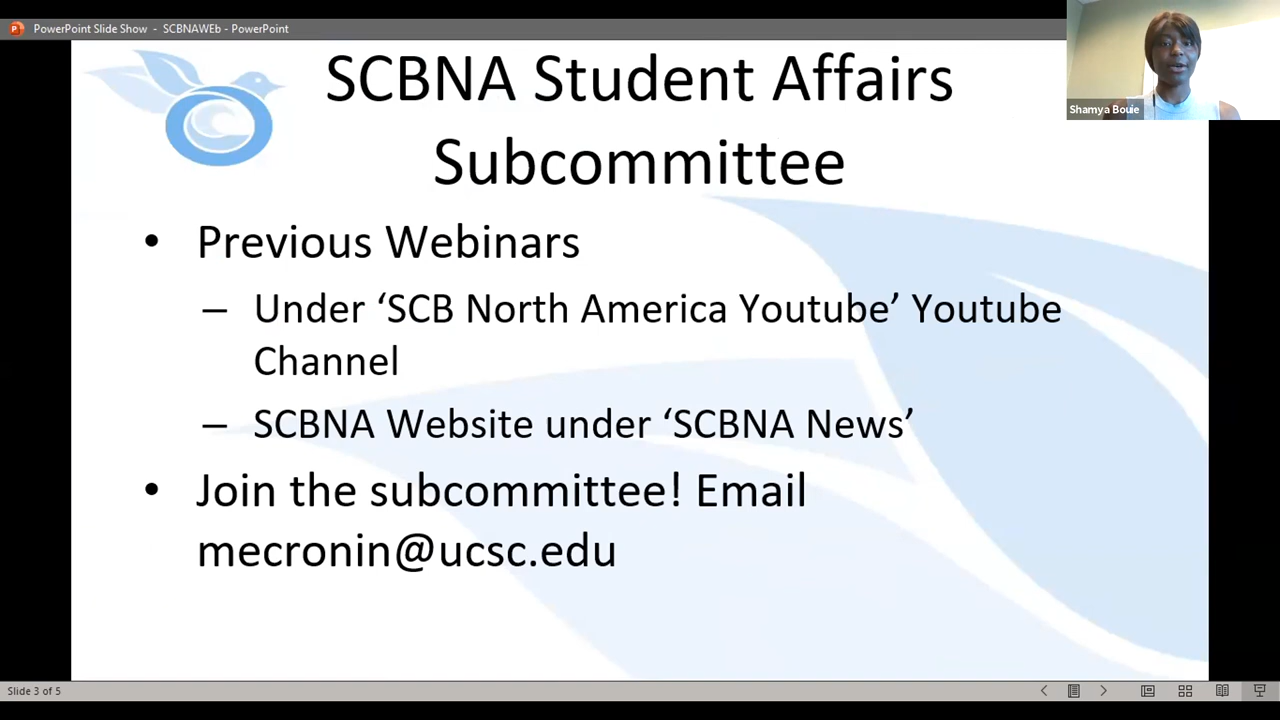 PowerPoint Slide Show - SCBNAWEb - PowerPoint
Shamya Bouie
SCBNA Student Affairs
Subcommittee
• Previous Webinars
– Under ‘SCB North America Youtube’ Youtube
Channel
– SCBNA Website under ‘SCBNA News’
• Join the subcommittee! Email
mecronin@ucsc.edu
Slide 3 of 5